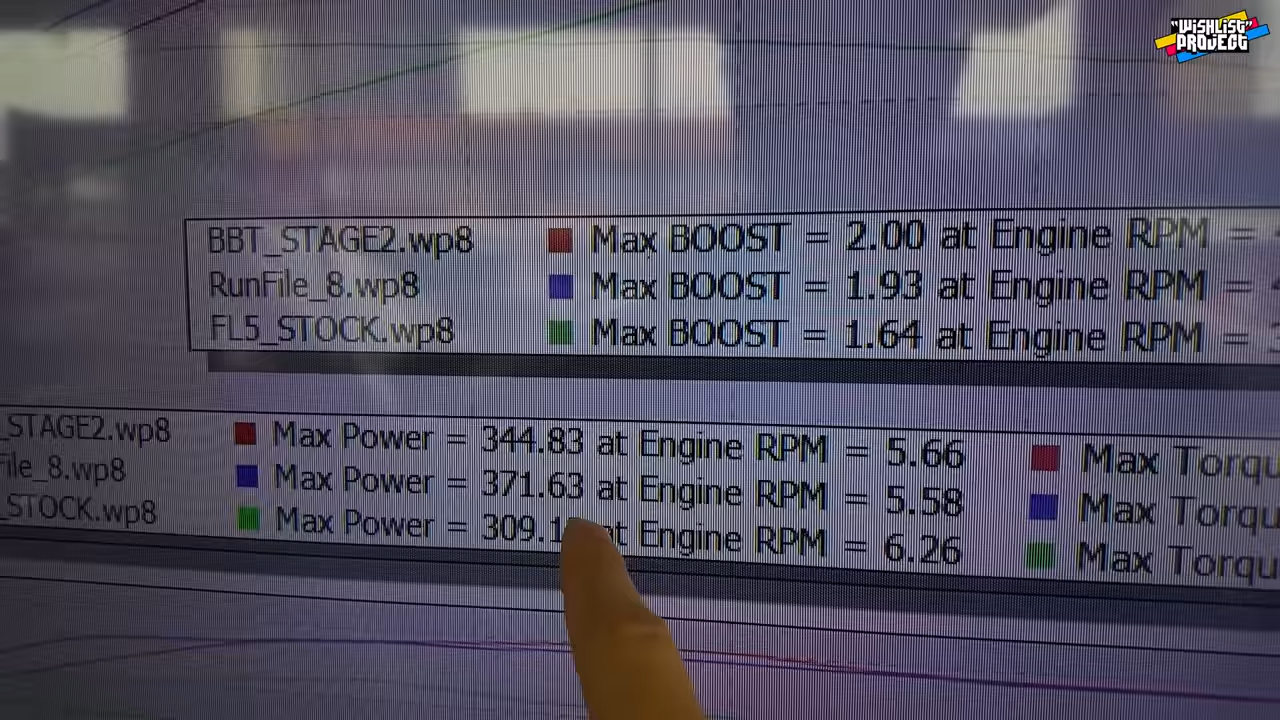 "WISHLIST"
PROJECT
BBT_STAGE2.wp8 Max BOOST = 2.00 at Engine RPM =
RunFile_8.wp8 Max BOOST = 1.93 at Engine RPM =
FL5_STOCK.wp8 Max BOOST = 1.64 at Engine RPM =
_STAGE2.wp8 Max Power = 344.83 at Engine RPM = 5.66 Max Torqu
File_8.wp8 Max Power = 371.63 at Engine RPM = 5.58 Max Torqu
_STOCK.wp8 Max Power = 309.1 at Engine RPM = 6.26 Max Torqu